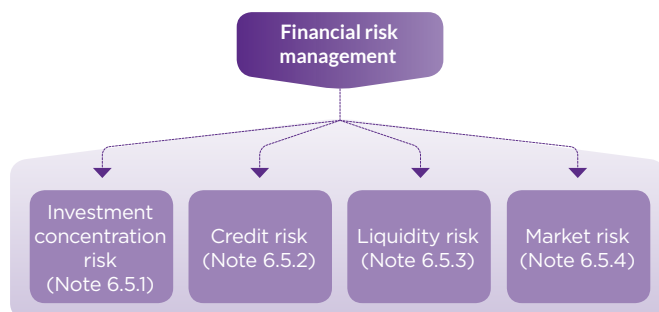 Financial risk
management
Investment
concentration
risk
(Note 6.5.1)
Credit risk
(Note 6.5.2)
Liquidity risk
(Note 6.5.3)
Market risk
(Note 6.5.4)